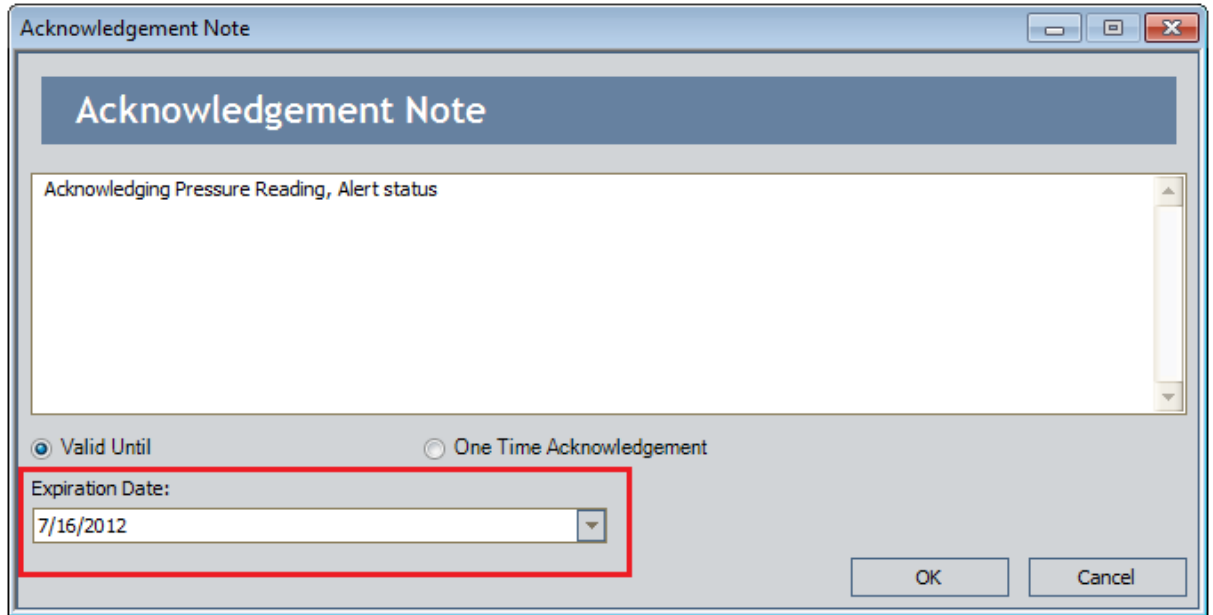 Acknowledgement Note
Acknowledgement Note
Acknowledging Pressure Reading, Alert status
Valid Until One Time Acknowledgement
Expiration Date:
7/16/2012
OK Cancel